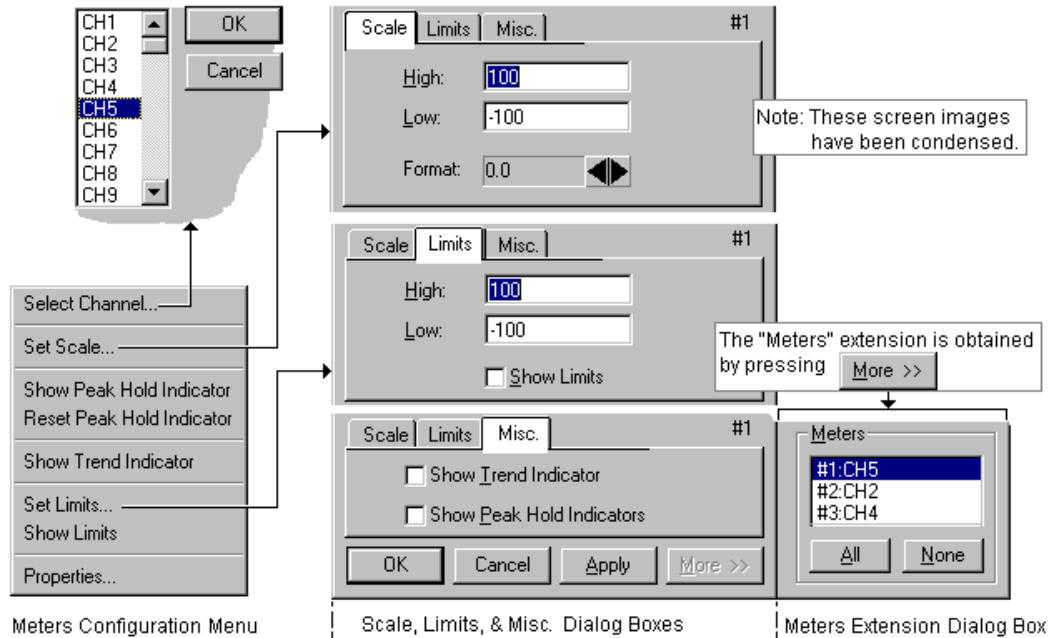 CH1
CH2
CH3
CH4
CH5
CH6
CH7
CH8
CH9
OK
Cancel
Scale Limits Misc. #1
High: 100
Low: -100
Format: 0.0
Note: These screen images
have been condensed.
Scale Limits Misc. #1
High: 100
Low: -100
Show Limits
Select Channel...
Set Scale...
Show Peak Hold Indicator
Reset Peak Hold Indicator
Show Trend Indicator
Set Limits...
Show Limits
Properties...
The "Meters" extension is obtained
by pressing More >>
Scale Limits Misc. #1
Show Trend Indicator
Show Peak Hold Indicators
OK Cancel Apply More >>
Meters
#1:CH5
#2:CH2
#3:CH4
All None
Meters Configuration Menu
Scale, Limits, & Misc. Dialog Boxes
Meters Extension Dialog Box